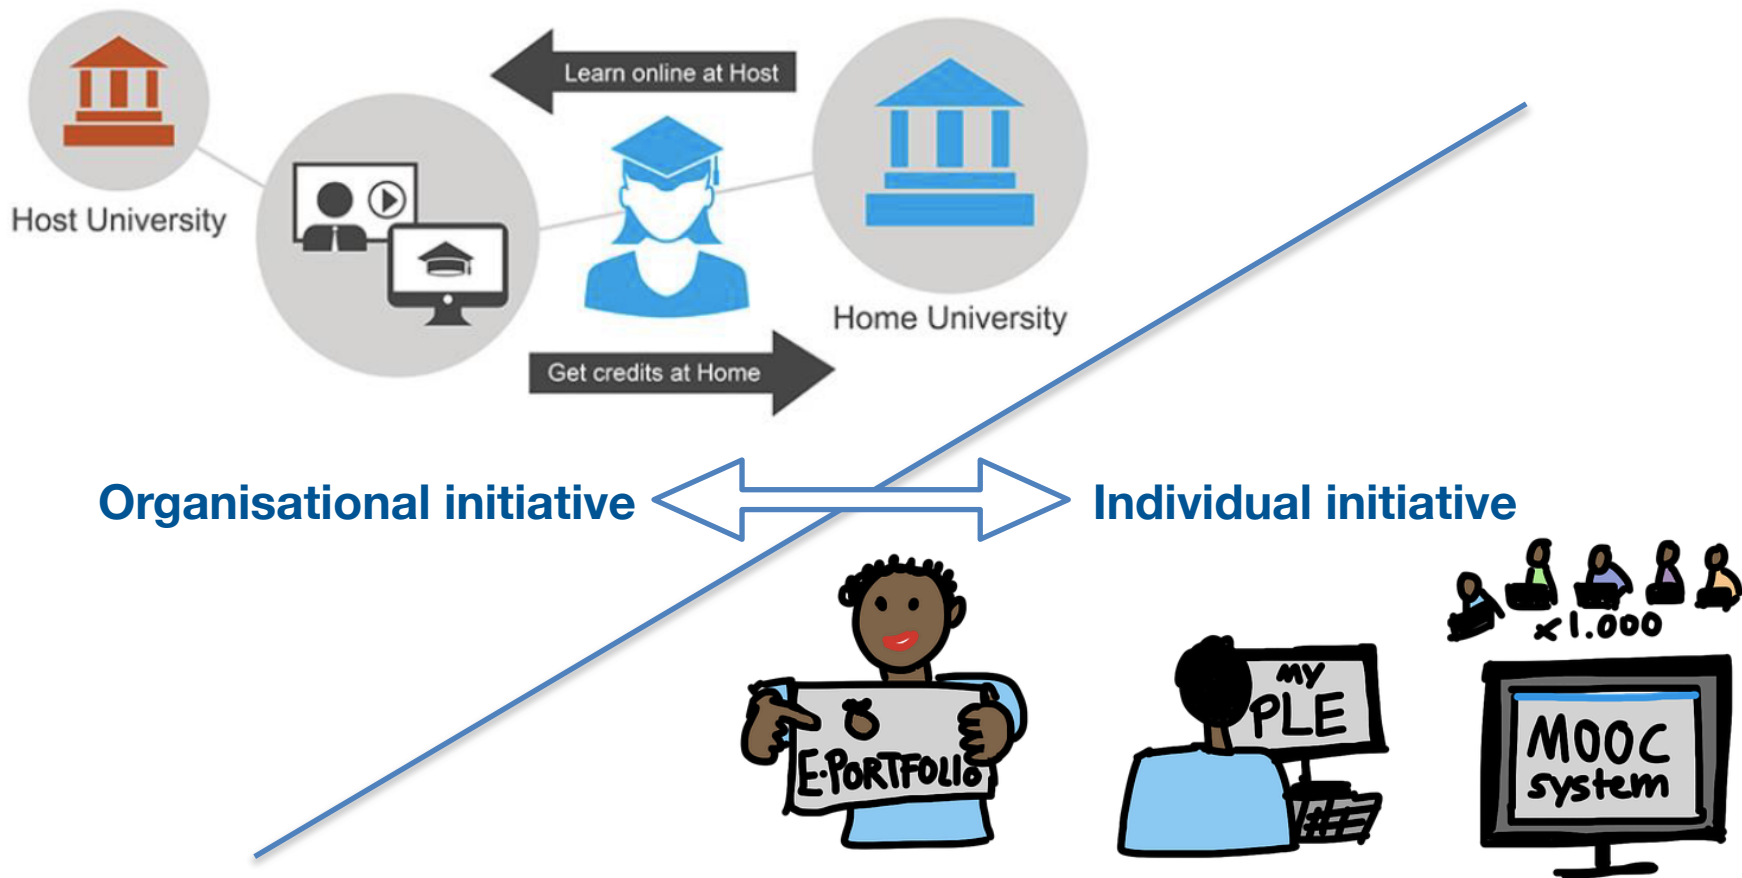 Learn online at Host
Host University
Home University
Get credits at Home
Organisational initiative
Individual initiative
x1.000
E-PORTFOLIO
MY
PLE
MOOC
system